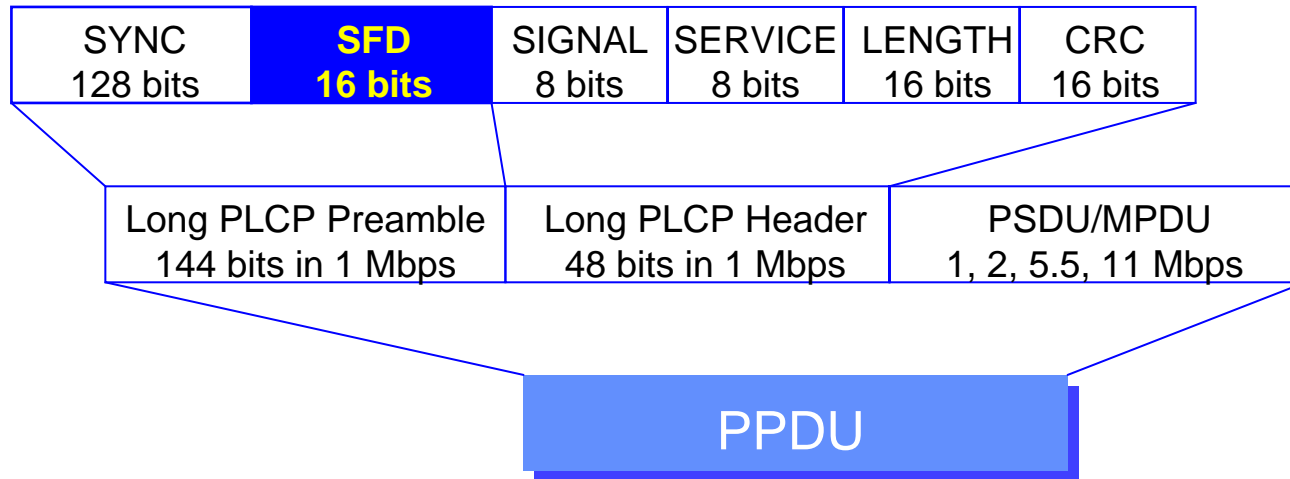 SYNC SFD SIGNAL SERVICE LENGTH CRC
128 bits 16 bits 8 bits 8 bits 16 bits 16 bits
Long PLCP Preamble Long PLCP Header PSDU/MPDU
144 bits in 1 Mbps 48 bits in 1 Mbps 1, 2, 5.5, 11 Mbps
PPDU